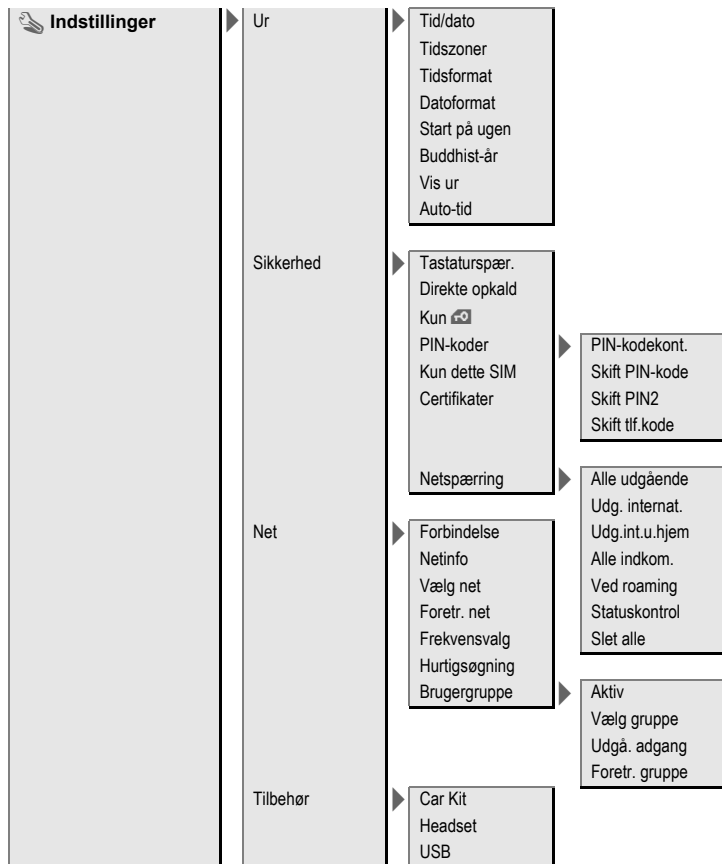 Indstillinger
Ur
Tid/dato
Tidszoner
Tidsformat
Datoformat
Start på ugen
Buddhist-år
Vis ur
Auto-tid
Sikkerhed
Tastaturspær.
Direkte opkald
Kun
PIN-koder
Kun dette SIM
Certifikater
PIN-kodekont.
Skift PIN-kode
Skift PIN2
Skift tlf.kode
Netspærring
Alle udgående
Udg. internat.
Udg.int.u.hjem
Alle indkom.
Ved roaming
Statuskontrol
Slet alle
Net
Forbindelse
Netinfo
Vælg net
Foretr. net
Frekvensvalg
Hurtigsøgning
Brugergruppe
Aktiv
Vælg gruppe
Udgå. adgang
Foretr. gruppe
Tilbehør
Car Kit
Headset
USB